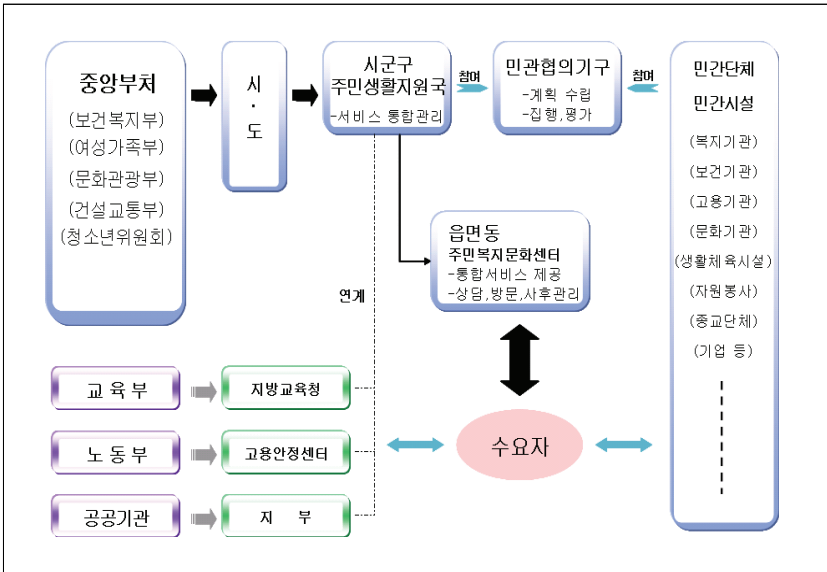 중앙부처
(보건복지부)
(여성가족부)
(문화관광부)
(건설교통부)
(청소년위원회)
시
·
도
시군구
주민생활지원국
-서비스 통합관리
참여
민관협의기구
-계획 수립
-집행,평가
참여
민간단체
민간시설
(복지기관)
(보건기관)
(고용기관)
(문화기관)
(생활체육시설)
(자원봉사)
(종교단체)
(기업 등)
읍면동
주민복지문화센터
-통합서비스 제공
-상담,방문,사후관리
연계
교육부
지방교육청
노동부
고용안정센터
수요자
공공기관
지 부